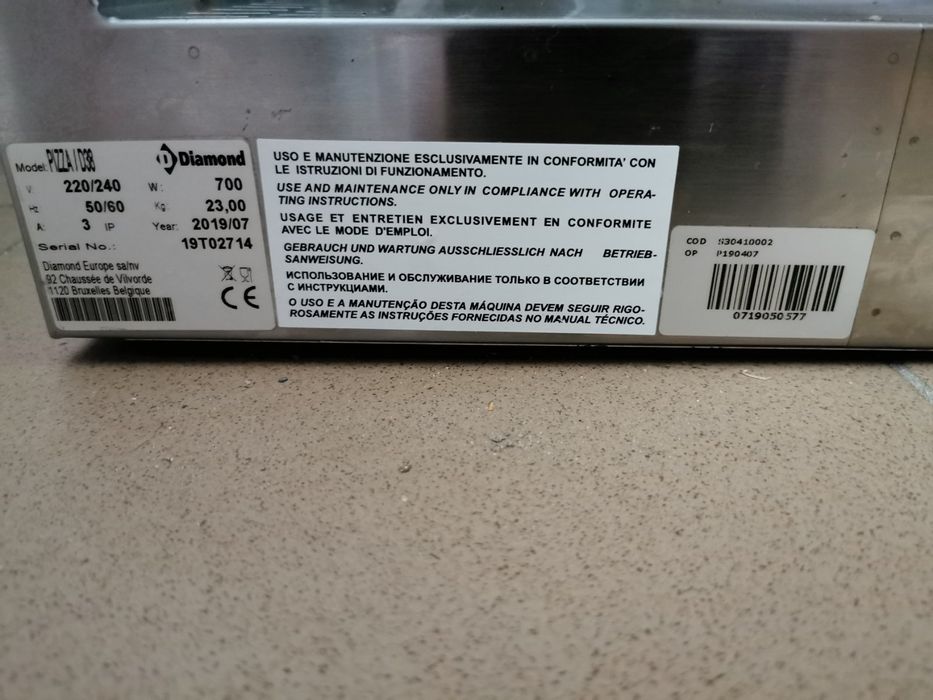 Model: PIZZA / D38
Diamond
V: 220/240 W: 700
Hz 50/60 Kg: 23,00
A: 3 IP Year: 2019/07
Serial No.: 19T02714
Diamond Europe sa/nv
92 Chaussée de Vilvorde
1120 Bruxelles Belgique
CE
USO E MANUTENZIONE ESCLUSIVAMENTE IN CONFORMITA' CON
LE ISTRUZIONI DI FUNZIONAMENTO.
USE AND MAINTENANCE ONLY IN COMPLIANCE WITH OPERA-
TING INSTRUCTIONS.
USAGE ET ENTRETIEN EXCLUSIVEMENT EN CONFORMITE
AVEC LE MODE D'EMPLOI.
GEBRAUCH UND WARTUNG AUSSCHLIESSLICH NACH BETRIEB-
SANWEISUNG.
ИСПОЛЬЗОВАНИЕ И ОБСЛУЖИВАНИЕ ТОЛЬКО В СООТВЕТСТВИИ
С ИНСТРУКЦИЯМИ.
O USO E A MANUTENÇÃO DESTA MÁQUINA DEVEM SEGUIR RIGO-
ROSAMENTE AS INSTRUÇÕES FORNECIDAS NO MANUAL TÉCNICO.
COD S30410002
OP P190407
0719050577